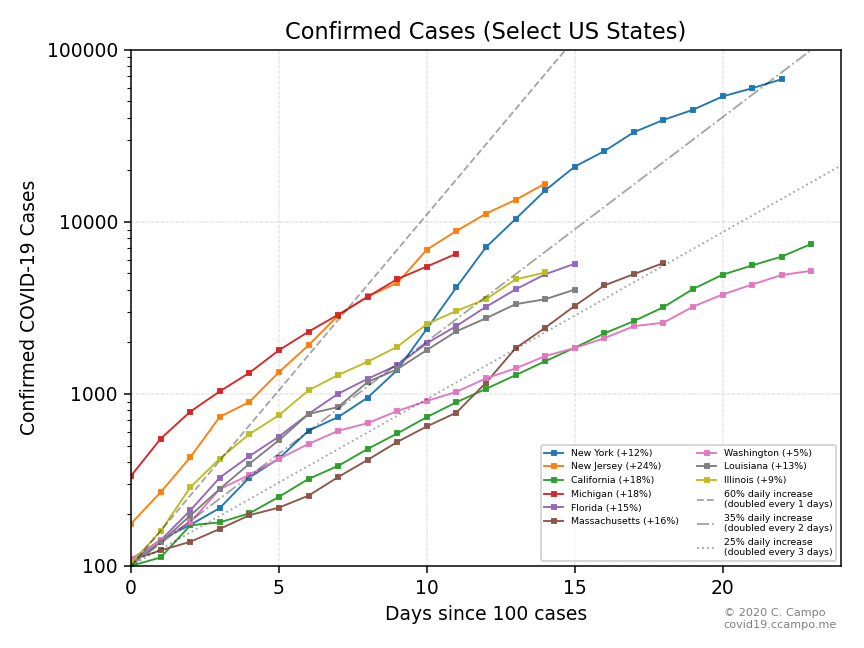 Confirmed Cases (Select US States)
100000
10000
1000
100
Confirmed COVID-19 Cases
0 5 10 15 20
Days since 100 cases
New York (+12%)
New Jersey (+24%)
California (+18%)
Michigan (+18%)
Florida (+15%)
Massachusetts (+16%)
Washington (+5%)
Louisiana (+13%)
Illinois (+9%)
60% daily increase
(doubled every 1 days)
35% daily increase
(doubled every 2 days)
25% daily increase
(doubled every 3 days)
© 2020 C. Campo
covid19.ccampo.me